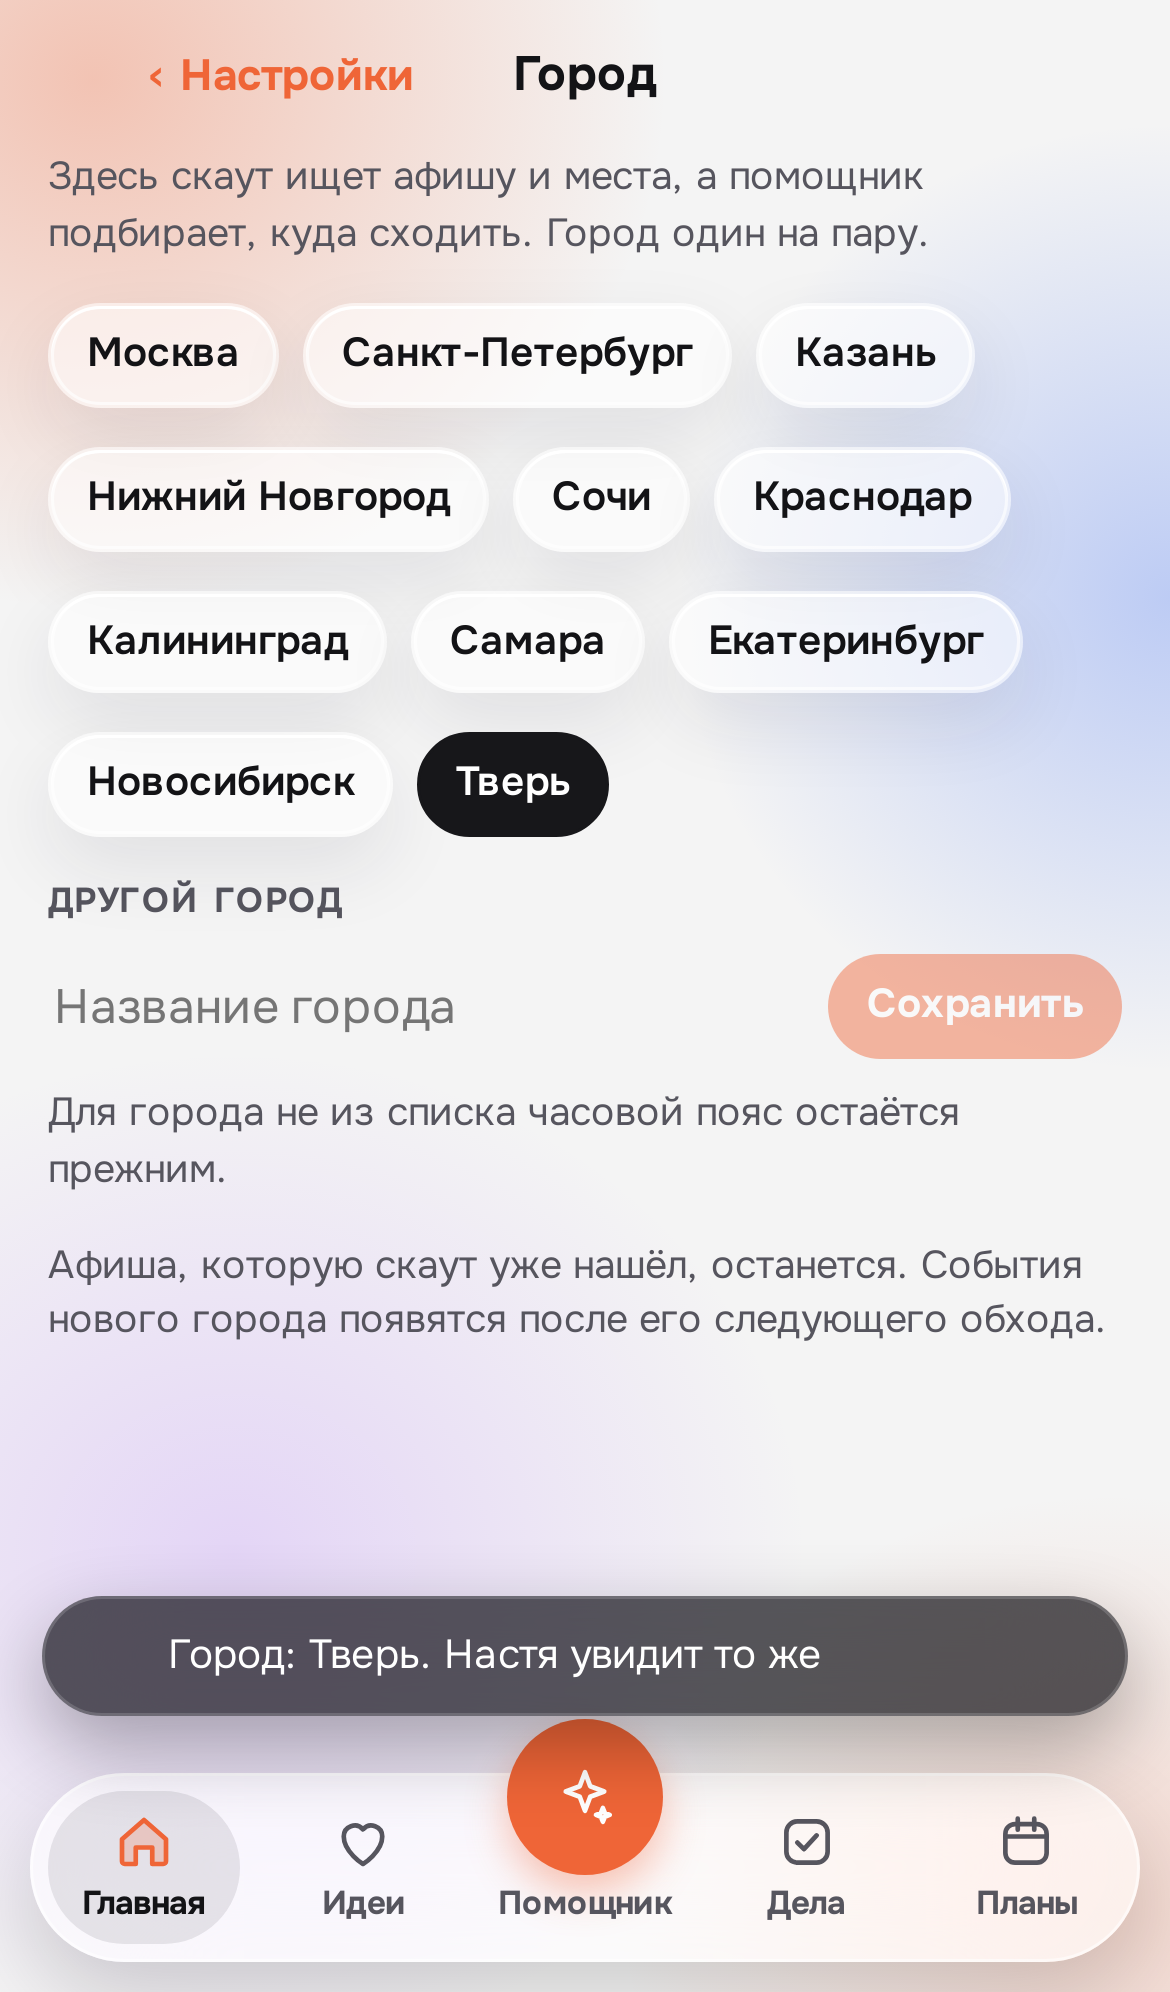 ‹ Настройки
Город
Здесь скаут ищет афишу и места, а помощник
подбирает, куда сходить. Город один на пару.
Москва
Санкт-Петербург
Казань
Нижний Новгород
Сочи
Краснодар
Калининград
Самара
Екатеринбург
Новосибирск
Тверь
ДРУГОЙ ГОРОД
Название города
Сохранить
Для города не из списка часовой пояс остаётся
прежним.
Афиша, которую скаут уже нашёл, останется. События
нового города появятся после его следующего обхода.
Город: Тверь. Настя увидит то же
Главная
Идеи
Помощник
Дела
Планы